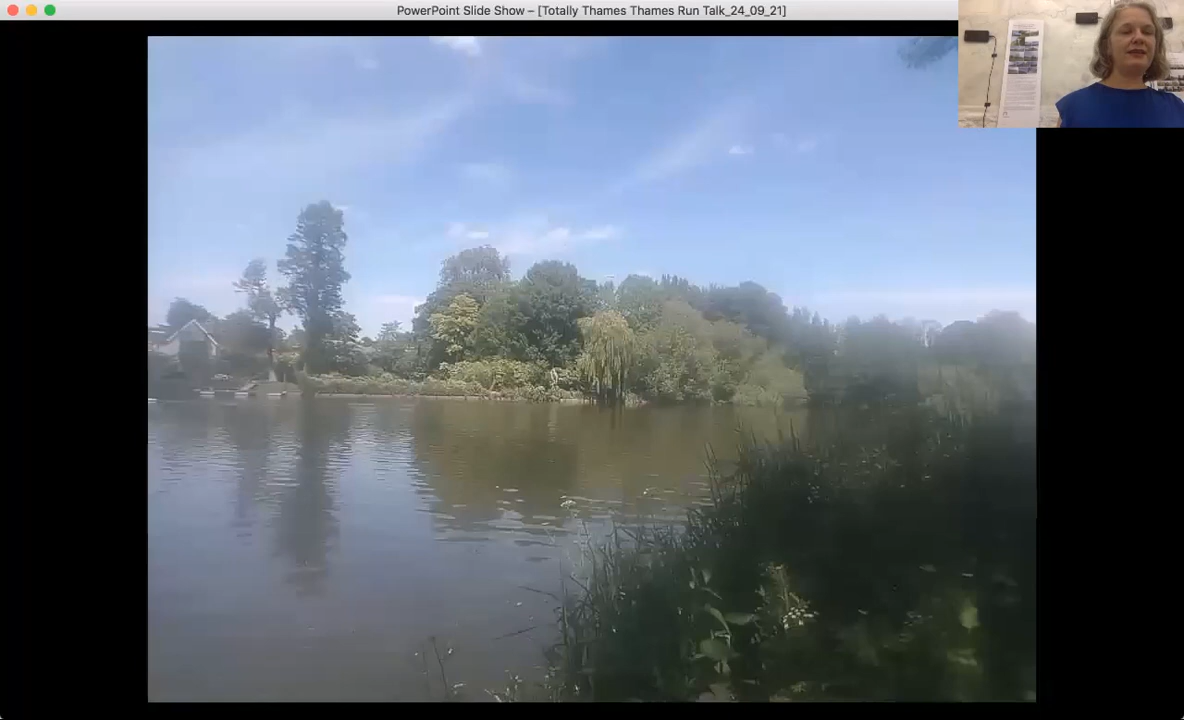 PowerPoint Slide Show – [Totally Thames Thames Run Talk_24_09_21]